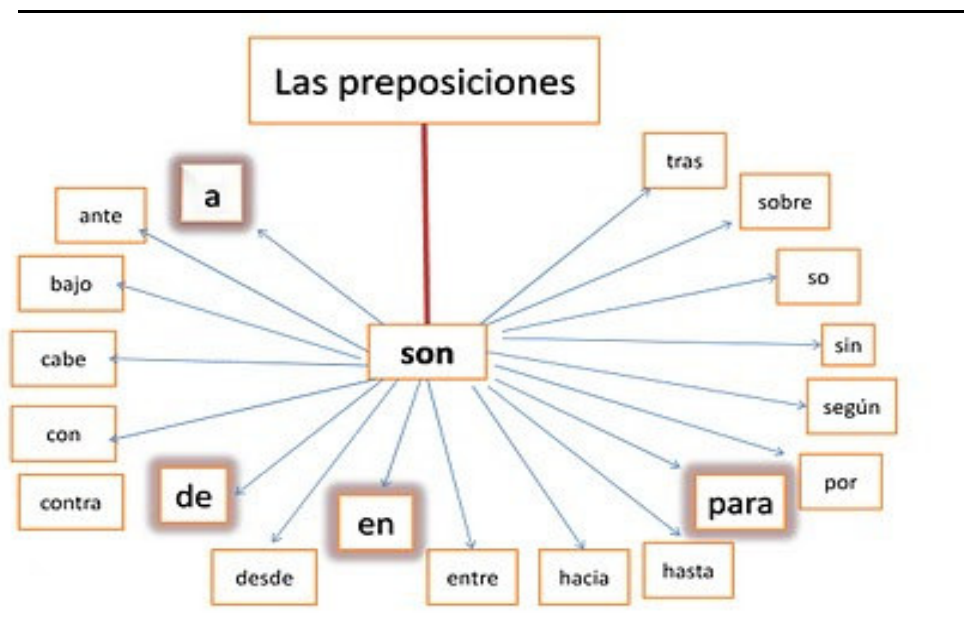 Las preposiciones
son
a
ante
bajo
cabe
con
contra
de
desde
en
entre
hacia
hasta
para
por
según
sin
so
sobre
tras